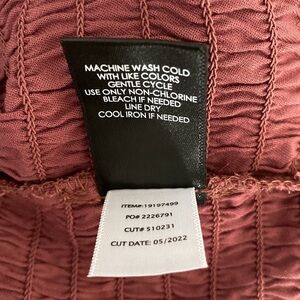 MACHINE WASH COLD
WITH LIKE COLORS
GENTLE CYCLE
USE ONLY NON-CHLORINE
BLEACH IF NEEDED
LINE DRY
COOL IRON IF NEEDED
ITEM#: 19197499
PO# 2226791
CUT# 510231
CUT DATE: 05/2022